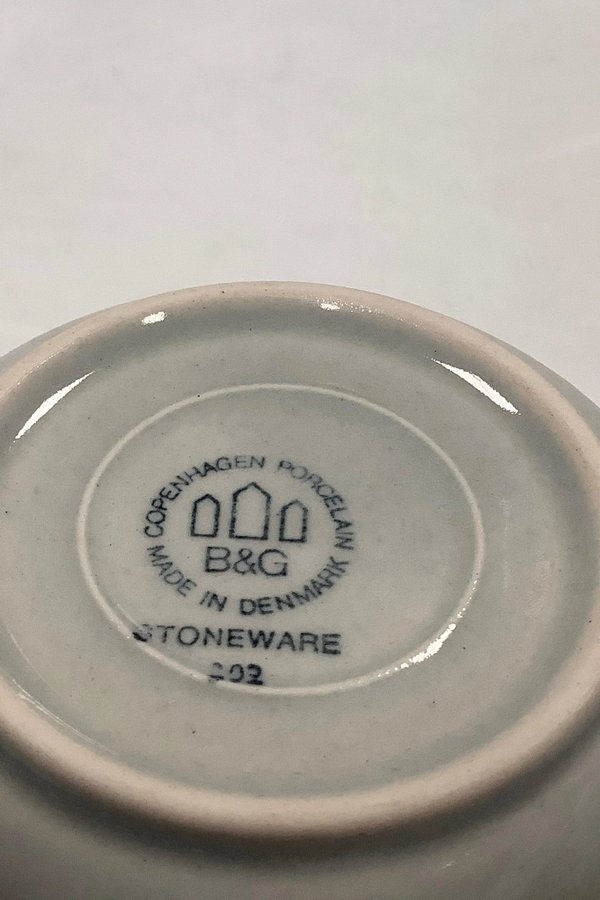 COPENHAGEN PORCELAIN
B&G
MADE IN DENMARK
STONEWARE